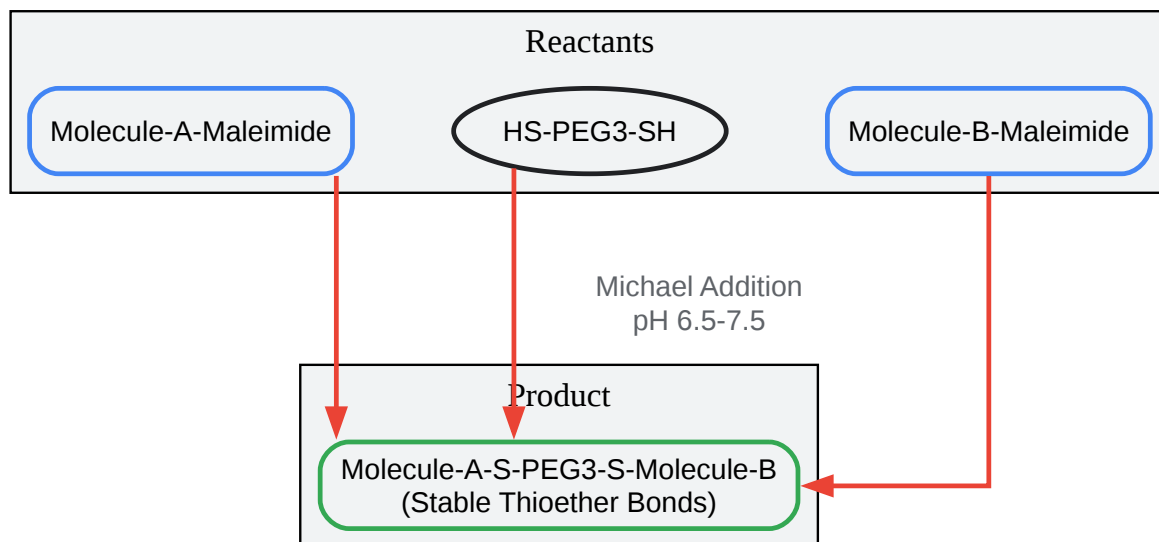 Reactants
Molecule-A-Maleimide
HS-PEG3-SH
Molecule-B-Maleimide
Michael Addition
pH 6.5-7.5
Product
Molecule-A-S-PEG3-S-Molecule-B
(Stable Thioether Bonds)